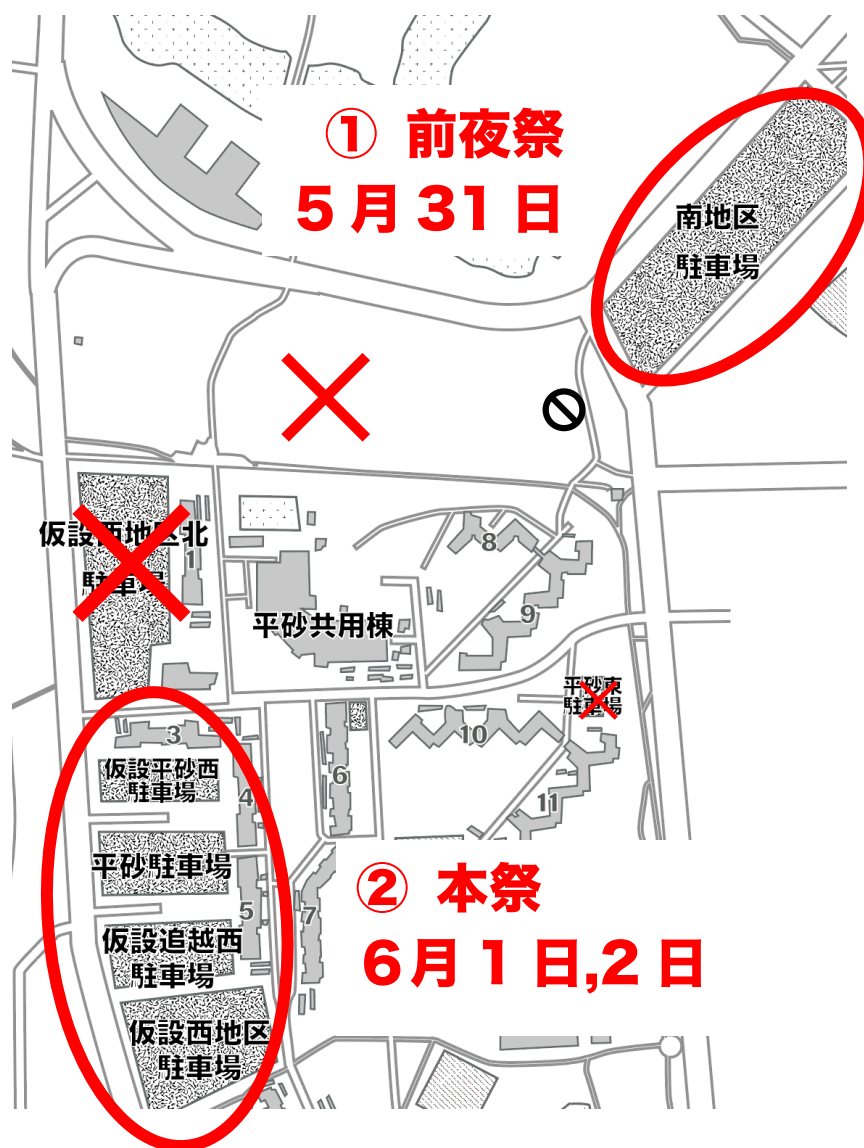 ① 前夜祭
5月31日
南地区
駐車場
仮設西地区北
駐車場
1
8
9
平砂共用棟
平砂東
駐車場
3
10
仮設平砂西
駐車場
4
6
11
平砂駐車場
② 本祭
5
7
仮設追越西
駐車場
6月1日,2日
仮設西地区
駐車場